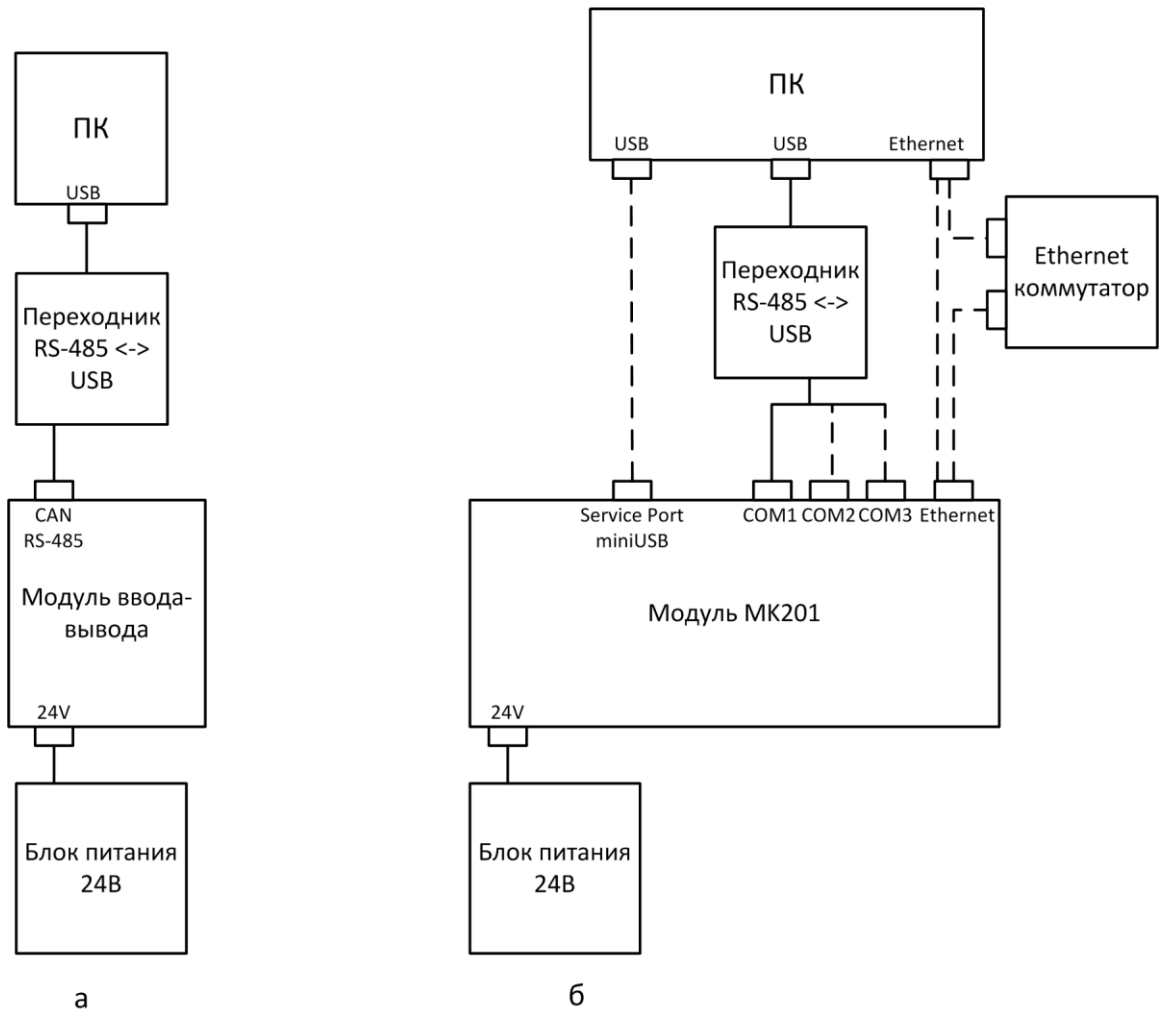 ПК
USB
Переходник
RS-485 <->
USB
CAN
RS-485
Модуль ввода-
вывода
24V
Блок питания
24В
а
ПК
USB
USB
Ethernet
Ethernet
коммутатор
Переходник
RS-485 <->
USB
Service Port
miniUSB
COM1
COM2
COM3
Ethernet
Модуль МК201
24V
Блок питания
24В
б